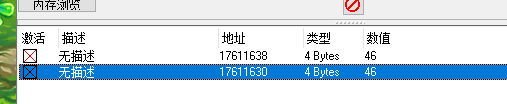 内存浏览
激活 描述 地址 类型 数值
无描述 17611638 4 Bytes 46
无描述 17611630 4 Bytes 46